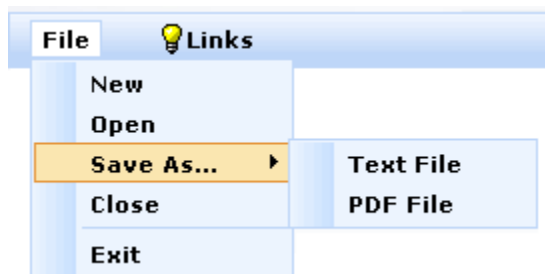 File Links
New
Open
Save As... Text File
Close PDF File
Exit